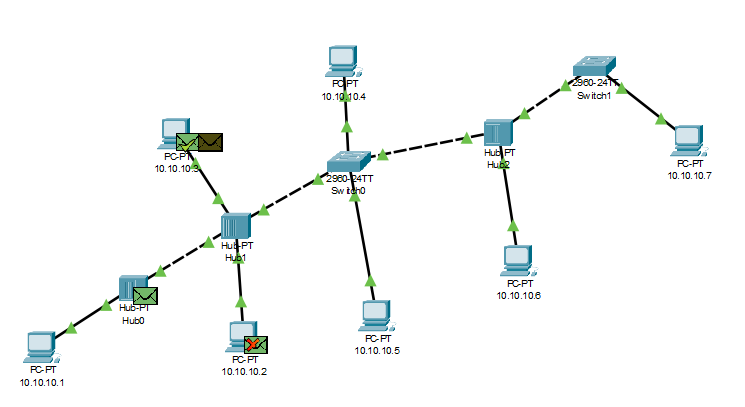 PC-PT
10.10.10.4
2960-24TT
Switch1
PC-PT
10.10.10.3
Hub-PT
Hub2
PC-PT
10.10.10.7
2960-24TT
Switch0
Hub-PT
Hub1
PC-PT
10.10.10.6
Hub-PT
Hub0
PC-PT
10.10.10.5
PC-PT
10.10.10.2
PC-PT
10.10.10.1